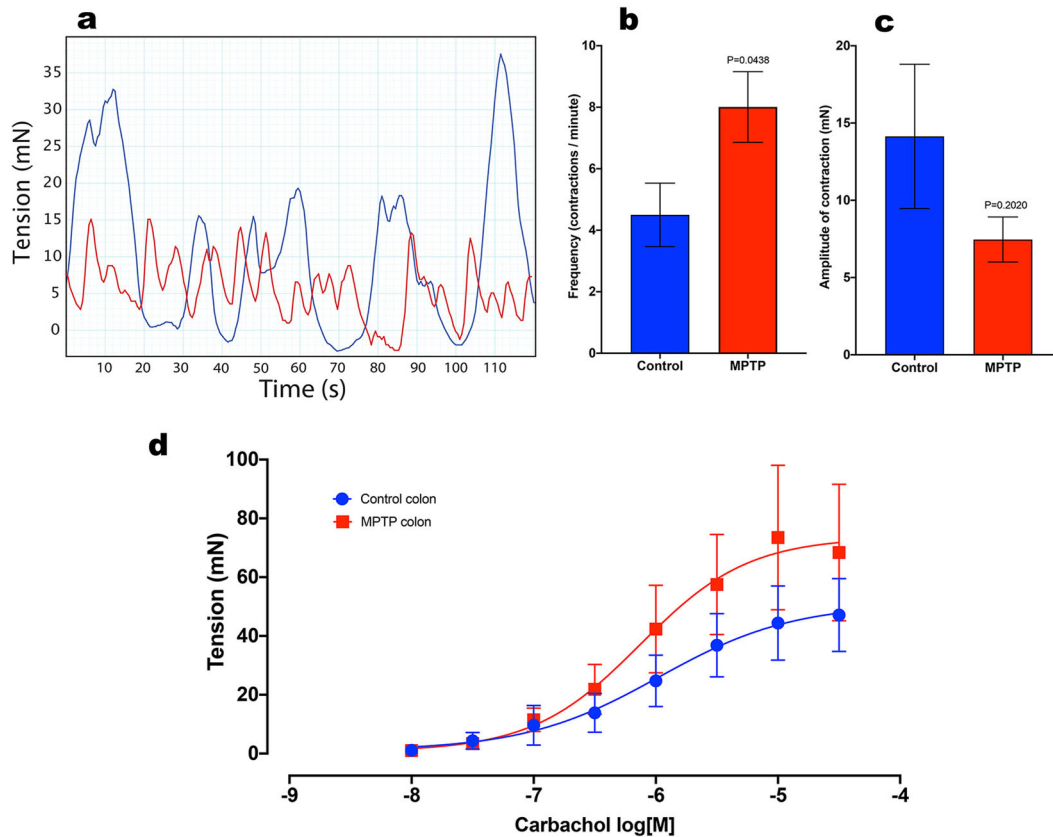 a
Tension (mN)
35
30
25
20
15
10
5
0
10 20 30 40 50 60 70 80 90 100 110
Time (s)
b
Frequency (contractions / minute)
10
8
6
4
2
0
P=0.0438
Control MPTP
c
Amplitude of contraction (mN)
20
15
10
5
0
P=0.2020
Control MPTP
d
Tension (mN)
100
80
60
40
20
0
Control colon
MPTP colon
-9 -8 -7 -6 -5 -4
Carbachol log[M]